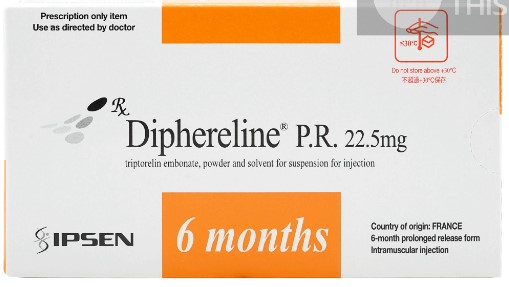 Prescription only item
Use as directed by doctor
THIS
≤30°C
Do not store above +30°C
不超過+30°C保存
Rx
Diphereline® P.R. 22.5mg
triptorelin embonate, powder and solvent for suspension for injection
IPSEN
6 months
Country of origin: FRANCE
6-month prolonged release form
Intramuscular injection